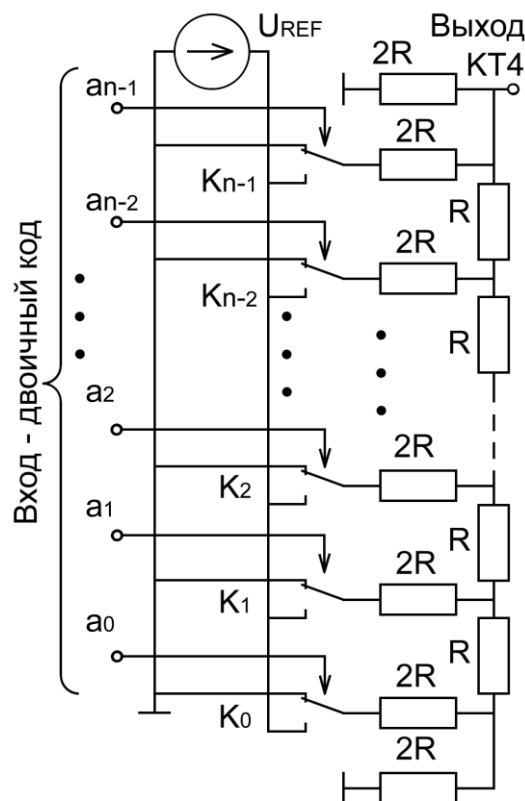 UREF
Выход
2R
КТ4
an-1
2R
Kn-1
R
an-2
2R
Kn-2
R
a2
2R
K2
a1
R
2R
K1
a0
R
2R
K0
2R
Вход - двоичный код